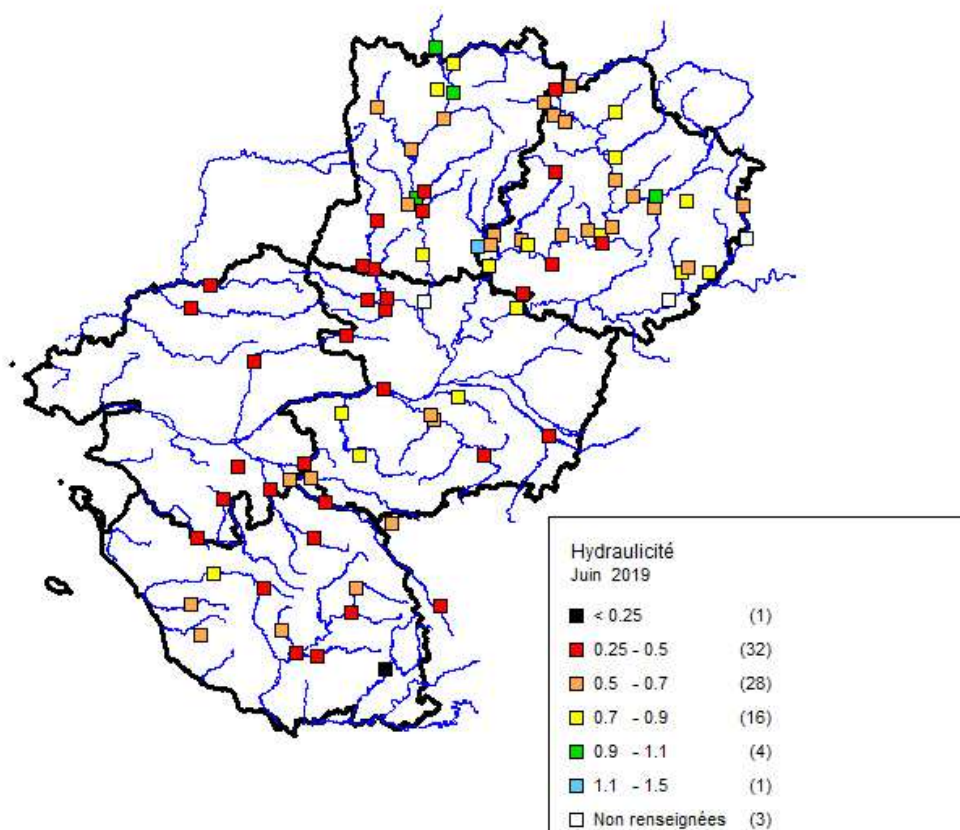 Hydraulicité
Juin 2019
< 0.25 (1)
0.25 - 0.5 (32)
0.5 - 0.7 (28)
0.7 - 0.9 (16)
0.9 - 1.1 (4)
1.1 - 1.5 (1)
Non renseignées (3)